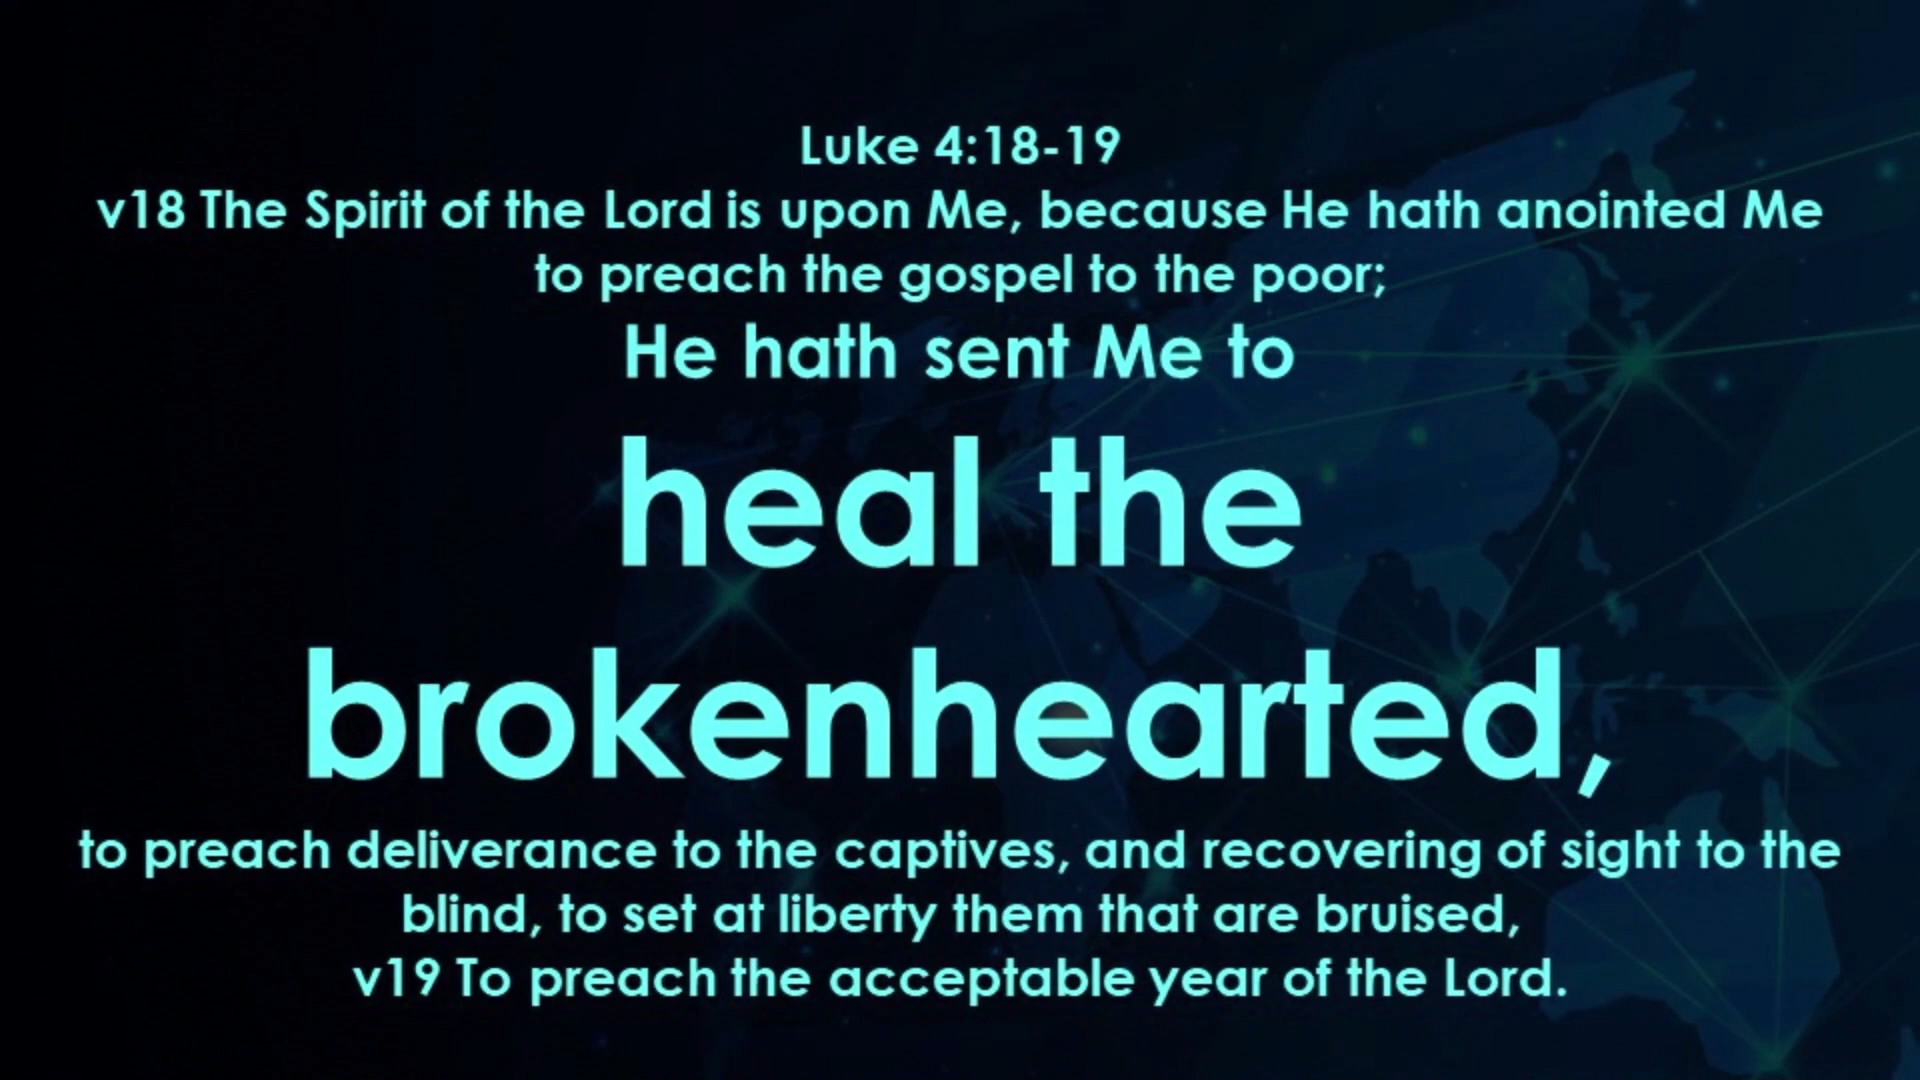 Luke 4:18-19
v18 The Spirit of the Lord is upon Me, because He hath anointed Me
to preach the gospel to the poor;
He hath sent Me to
heal the
brokenhearted,
to preach deliverance to the captives, and recovering of sight to the
blind, to set at liberty them that are bruised,
v19 To preach the acceptable year of the Lord.